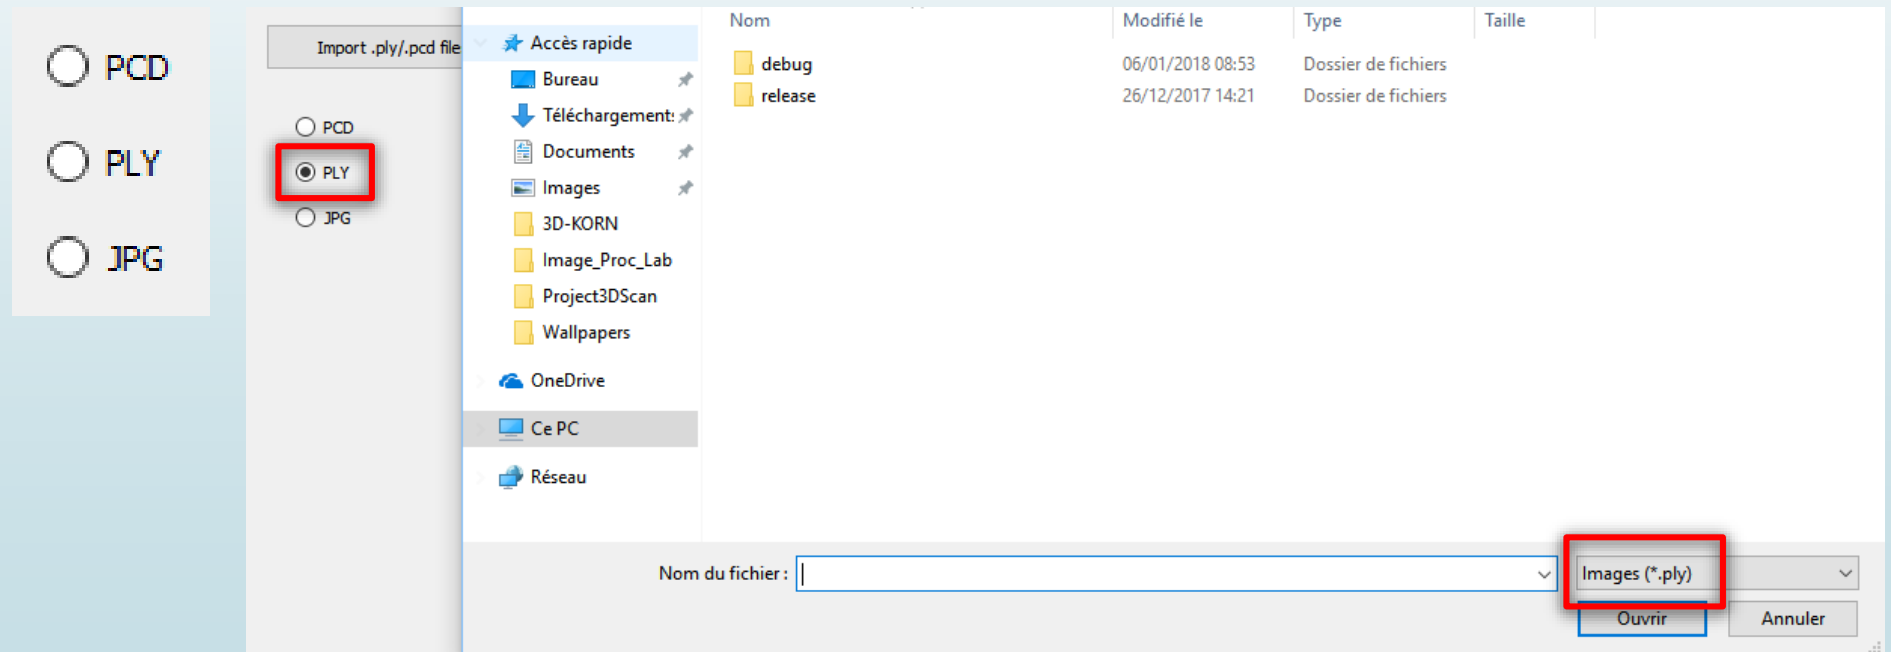 PCD
PLY
JPG
Import .ply/.pcd file
PCD
PLY
JPG
Accès rapide
Bureau
Téléchargements
Documents
Images
3D-KORN
Image_Proc_Lab
Project3DScan
Wallpapers
OneDrive
Ce PC
Réseau
Nom Modifié le Type Taille
debug 06/01/2018 08:53 Dossier de fichiers
release 26/12/2017 14:21 Dossier de fichiers
Nom du fichier : Images (*.ply)
Ouvrir Annuler